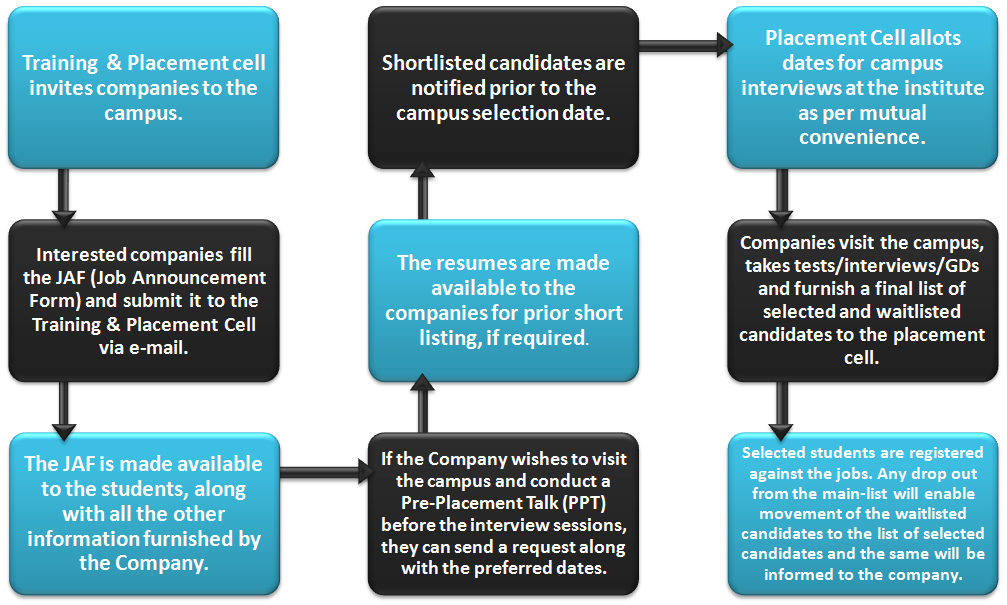 Training & Placement cell
invites companies to the
campus.
Interested companies fill
the JAF (Job Announcement
Form) and submit it to the
Training & Placement Cell
via e-mail.
The JAF is made available
to the students, along
with all the other
information furnished by
the Company.
If the Company wishes to visit
the campus and conduct a
Pre-Placement Talk (PPT)
before the interview sessions,
they can send a request along
with the preferred dates.
The resumes are made
available to the
companies for prior short
listing, if required.
Shortlisted candidates are
notified prior to the
campus selection date.
Placement Cell allots
dates for campus
interviews at the institute
as per mutual
convenience.
Companies visit the campus,
takes tests/interviews/GDs
and furnish a final list of
selected and waitlisted
candidates to the placement
cell.
Selected students are registered
against the jobs. Any drop out
from the main-list will enable
movement of the waitlisted
candidates to the list of selected
candidates and the same will be
informed to the company.